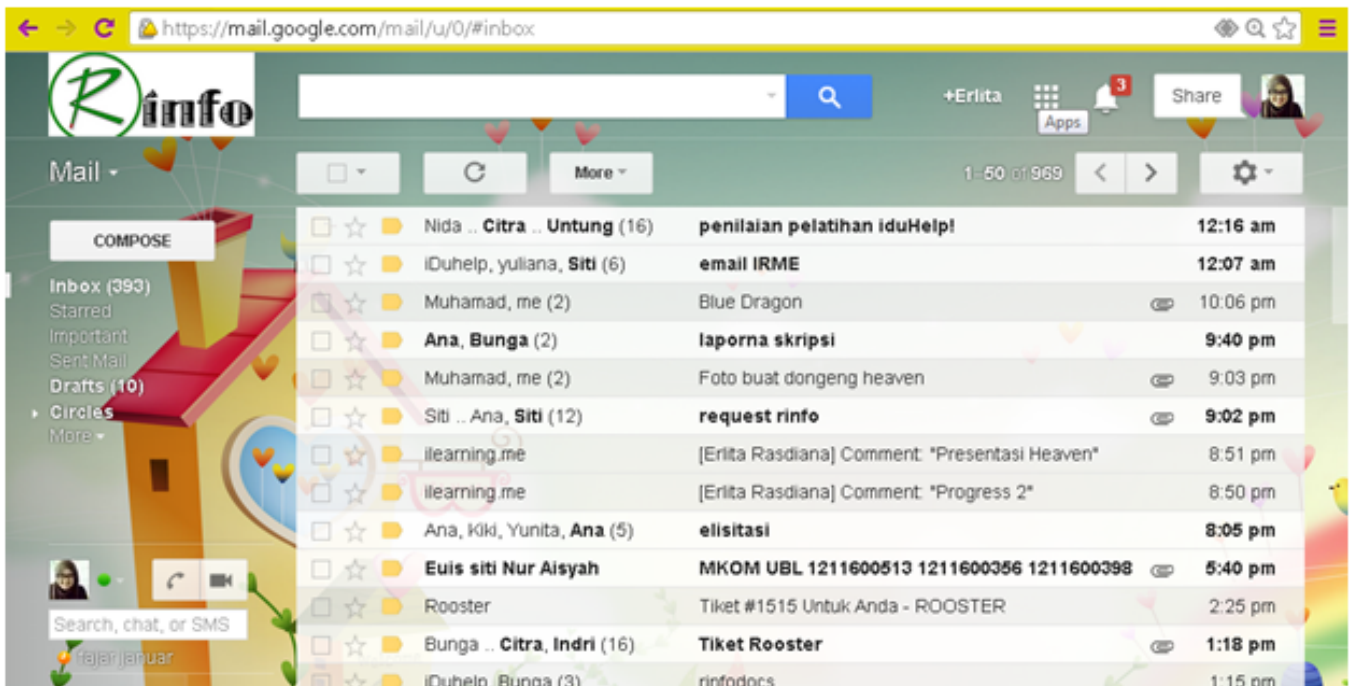 https://mail.google.com/mail/u/0/#inbox
Rinfo
+Erlita
3
Share
Apps
Mail
More
1-50 of 969
COMPOSE
Inbox (393)
Starred
Important
Sent Mail
Drafts (10)
Circles
More
Nida .. Citra .. Untung (16) penilaian pelatihan iduHelp! 12:16 am
iDuhelp, yuliana, Siti (6) email IRME 12:07 am
Muhamad, me (2) Blue Dragon 10:06 pm
Ana, Bunga (2) laporna skripsi 9:40 pm
Muhamad, me (2) Foto buat dongeng heaven 9:03 pm
Siti .. Ana, Siti (12) request rinfo 9:02 pm
ilearning.me [Erlita Rasdiana] Comment: "Presentasi Heaven" 8:51 pm
ilearning.me [Erlita Rasdiana] Comment: "Progress 2" 8:50 pm
Ana, Kiki, Yunita, Ana (5) elisitasi 8:05 pm
Euis siti Nur Aisyah MKOM UBL 1211600513 1211600356 1211600398 5:40 pm
Rooster Tiket #1515 Untuk Anda - ROOSTER 2:25 pm
Bunga .. Citra, Indri (16) Tiket Rooster 1:18 pm
iDuhelp, Bunga (3) rinfodocs 1:15 pm
Search, chat, or SMS
fajar januar